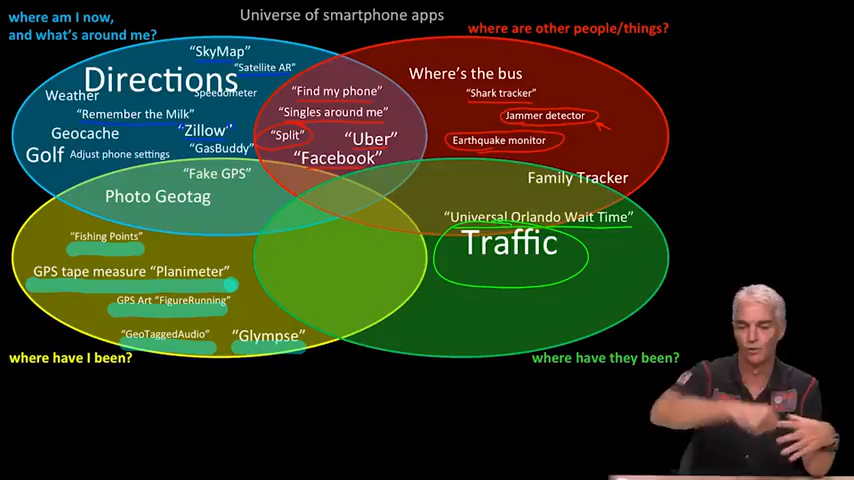 Universe of smartphone apps
where am I now,
and what's around me?
where are other people/things?
"SkyMap"
Directions
"Satellite AR"
Weather
Speedometer
"Remember the Milk"
Geocache
"Zillow"
Golf
Adjust phone settings
"GasBuddy"
"Find my phone"
"Singles around me"
"Split"
"Uber"
"Facebook"
Where's the bus
"Shark tracker"
Jammer detector
Earthquake monitor
Family Tracker
"Fake GPS"
Photo Geotag
"Universal Orlando Wait Time"
Traffic
"Fishing Points"
GPS tape measure "Planimeter"
GPS Art "FigureRunning"
"GeoTaggedAudio"
"Glympse"
where have I been?
where have they been?